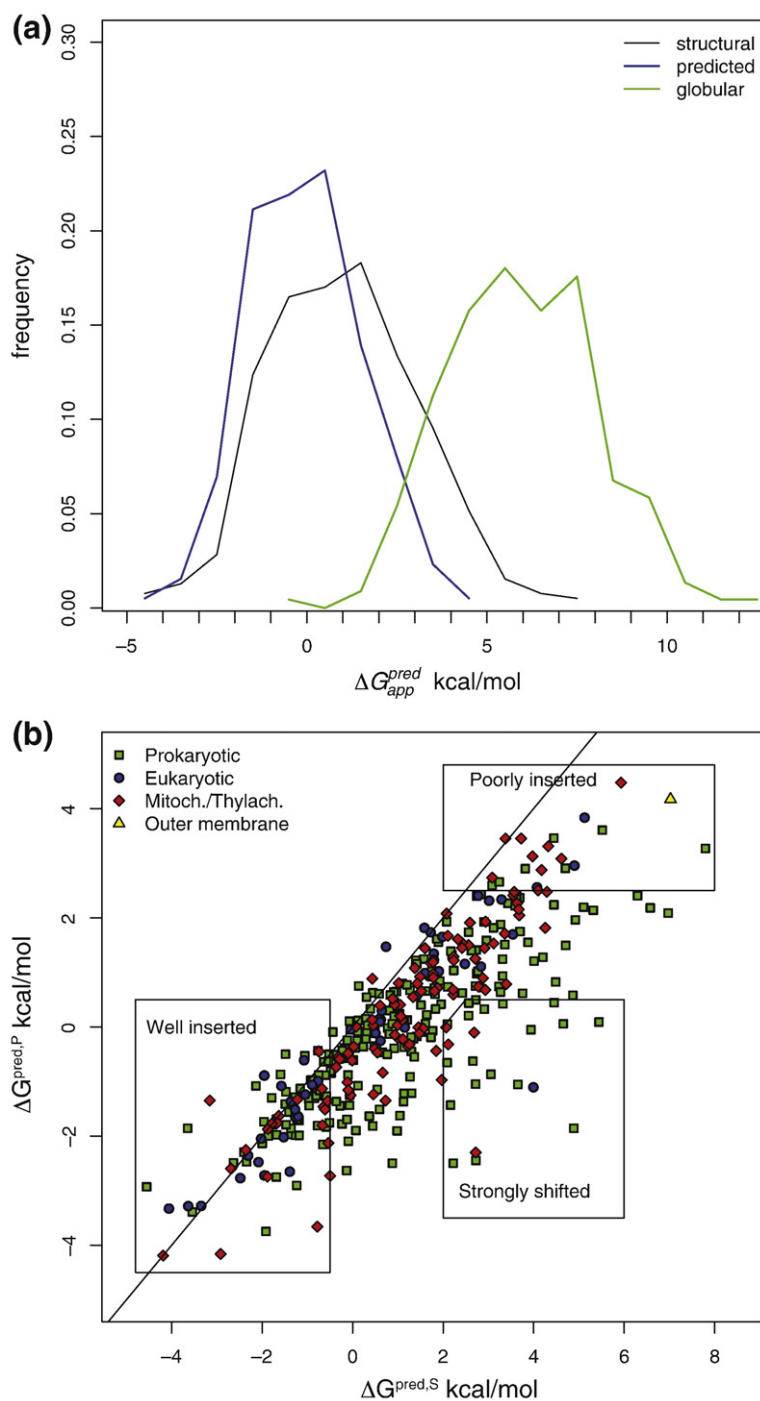 (a)
0.30
0.25
0.20
0.15
0.10
0.05
0.00
frequency
structural
predicted
globular
−5 0 5 10
ΔG pred app kcal/mol
(b)
Prokaryotic
Eukaryotic
Mitoch./Thylach.
Outer membrane
Poorly inserted
Well inserted
Strongly shifted
4
2
0
−2
−4
ΔG pred,P kcal/mol
−4 −2 0 2 4 6 8
ΔG pred,S kcal/mol